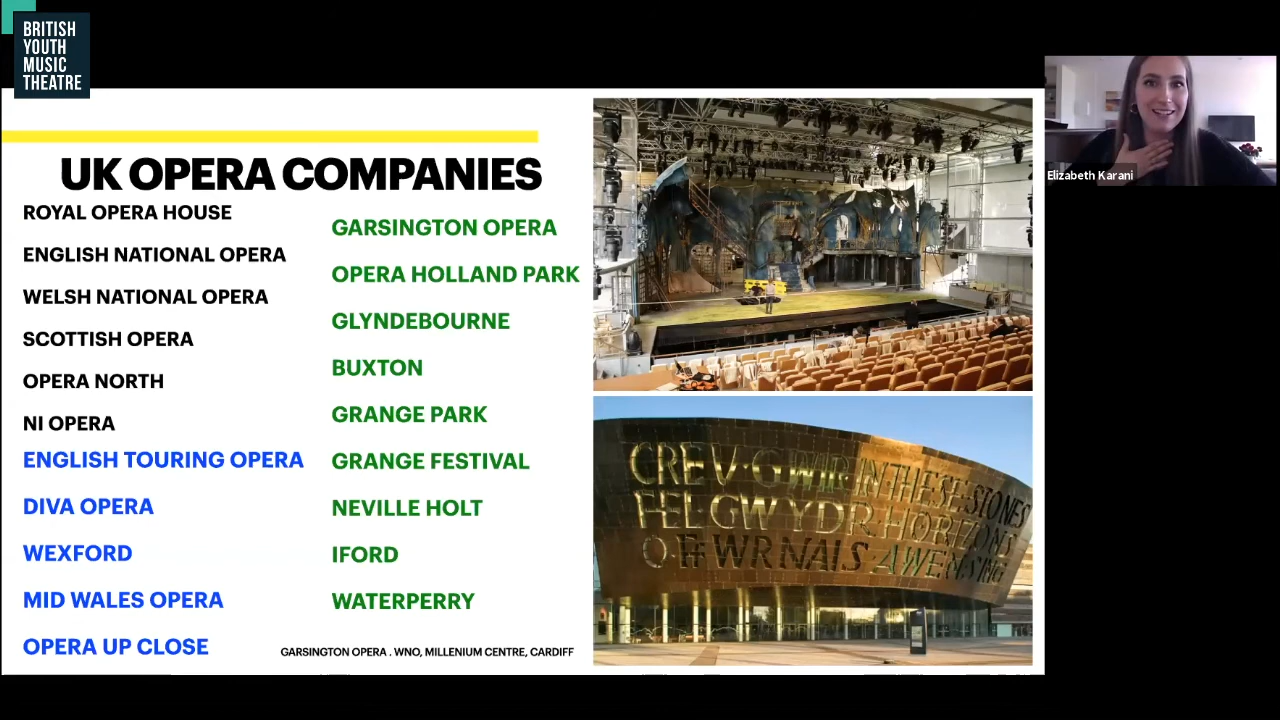 BRITISH
YOUTH
MUSIC
THEATRE
UK OPERA COMPANIES
ROYAL OPERA HOUSE
ENGLISH NATIONAL OPERA
WELSH NATIONAL OPERA
SCOTTISH OPERA
OPERA NORTH
NI OPERA
ENGLISH TOURING OPERA
DIVA OPERA
WEXFORD
MID WALES OPERA
OPERA UP CLOSE
GARSINGTON OPERA
OPERA HOLLAND PARK
GLYNDEBOURNE
BUXTON
GRANGE PARK
GRANGE FESTIVAL
NEVILLE HOLT
IFORD
WATERPERRY
GARSINGTON OPERA . WNO, MILLENIUM CENTRE, CARDIFF
CREU GWIR IN THESE STONES
FEL GWYDR HORIZONS
O FFWRNAIS AWEN SING
Elizabeth Karani